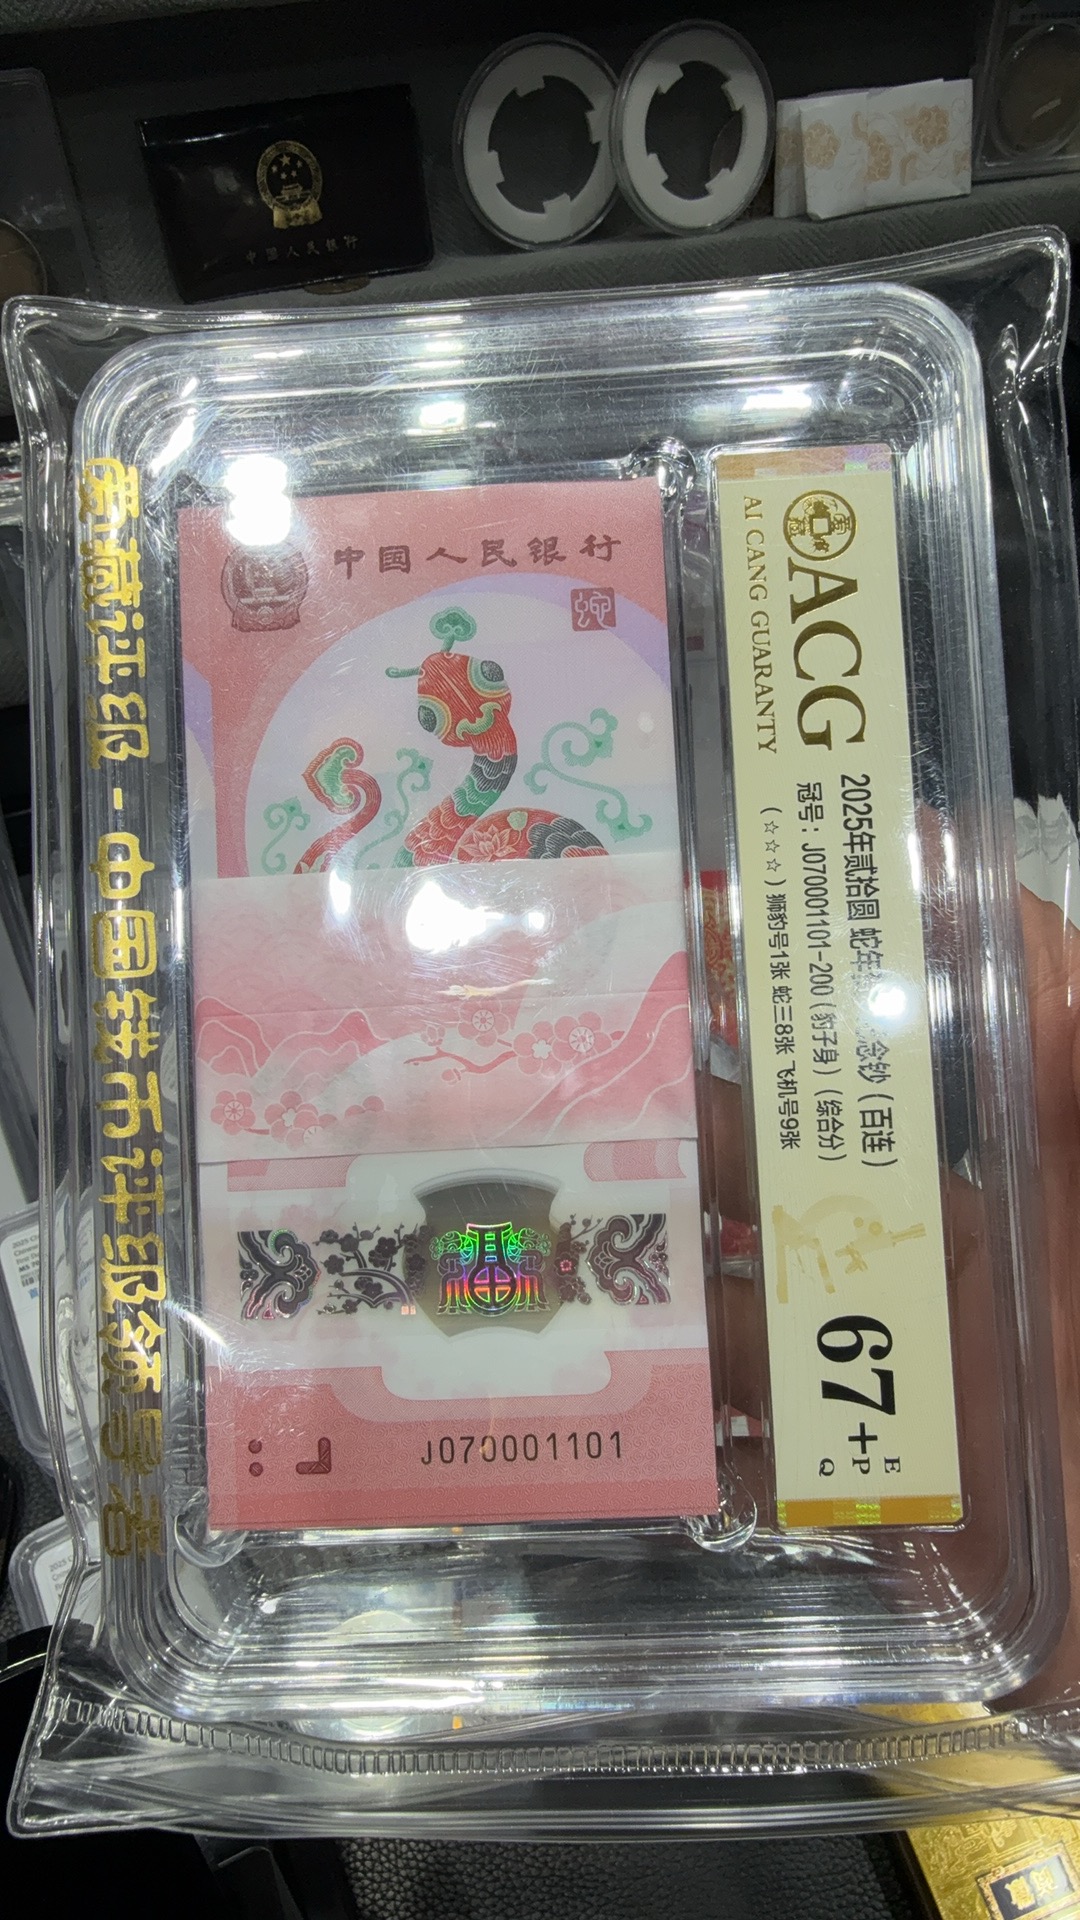 中国人民银行
爱藏评级-中国钱币评级领导者
中国人民银行
蛇
J070001101
ACG
AI CANG GUARANTY
2025年贰拾圆 蛇年 念钞(百连)
冠号: J070001101-200(豹子身)(综合分)
(☆☆☆)狮豹号1张 蛇三8张 飞机号9张
67+
E
P
Q